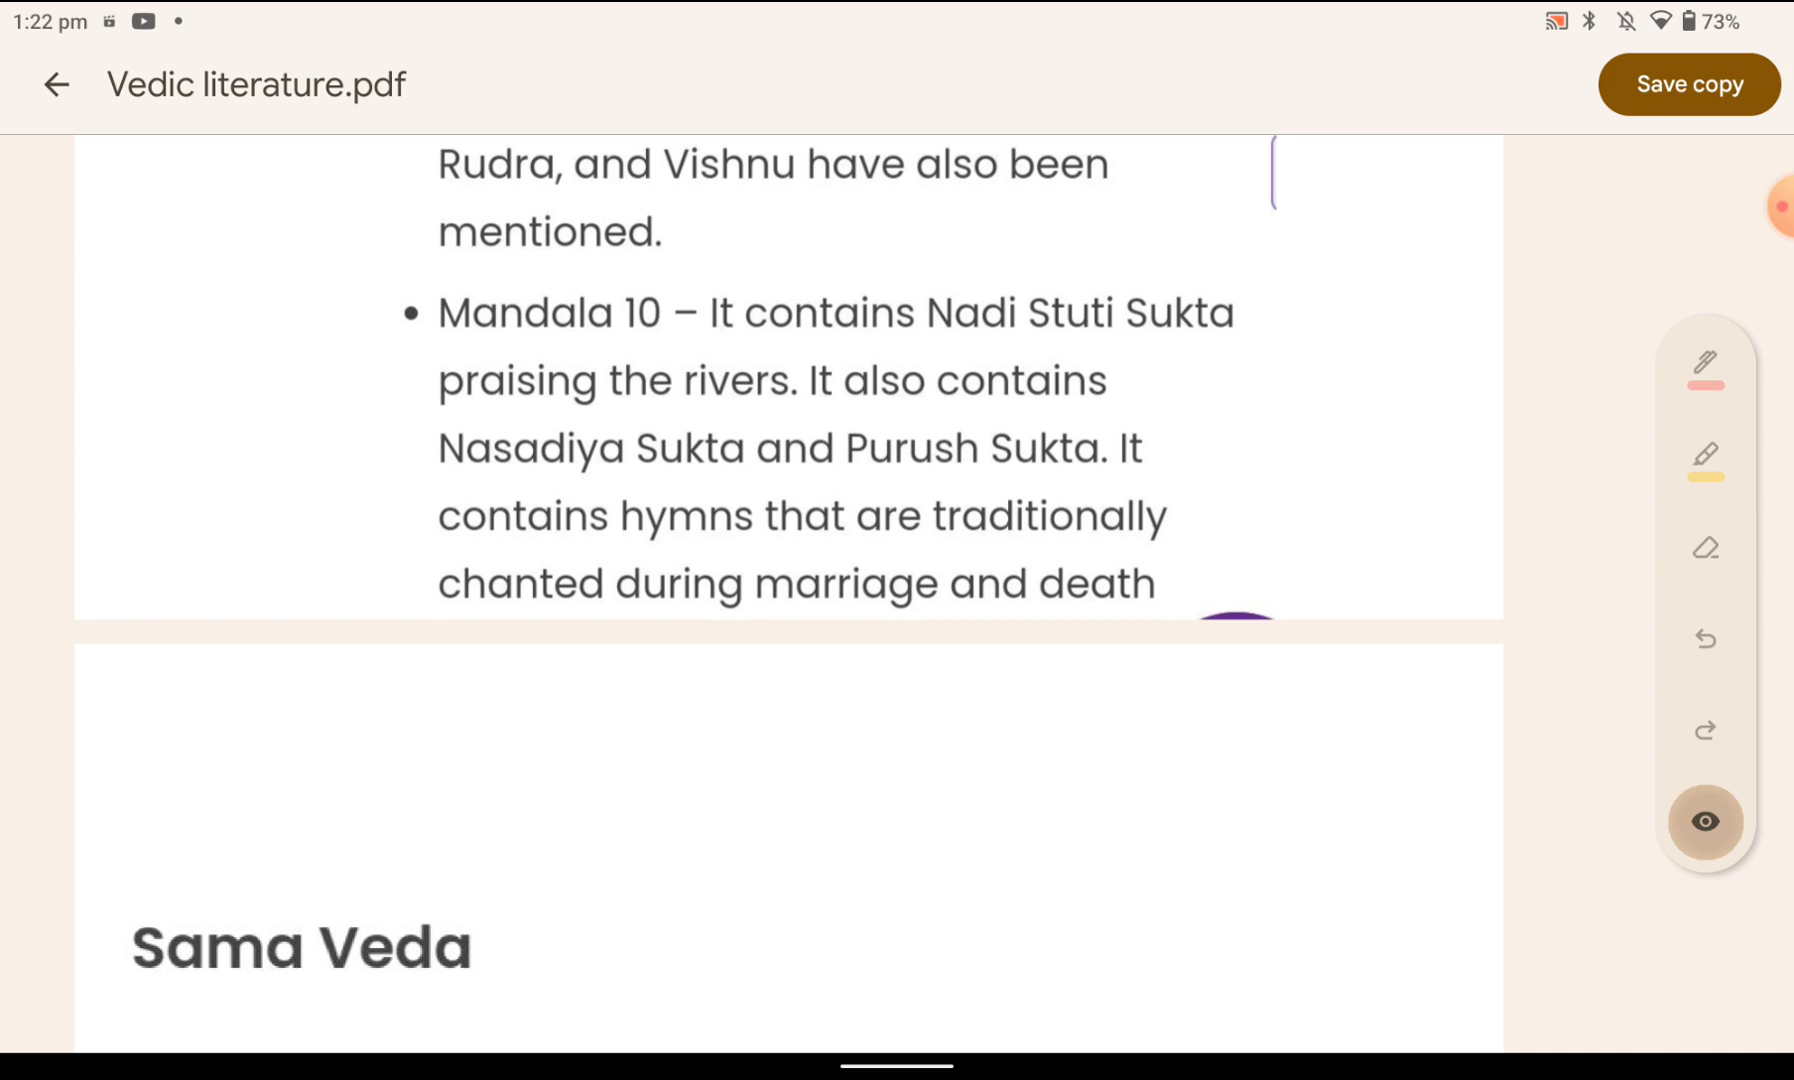 1:22 pm
73%
Vedic literature.pdf
Save copy
Rudra, and Vishnu have also been
mentioned.
• Mandala 10 – It contains Nadi Stuti Sukta
praising the rivers. It also contains
Nasadiya Sukta and Purush Sukta. It
contains hymns that are traditionally
chanted during marriage and death
Sama Veda